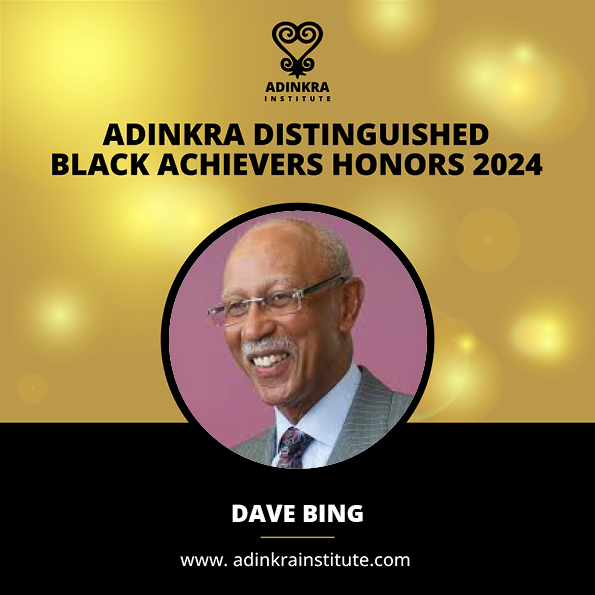 ADINKRA
INSTITUTE
ADINKRA DISTINGUISHED
BLACK ACHIEVERS HONORS 2024
DAVE BING
www. adinkrainstitute.com